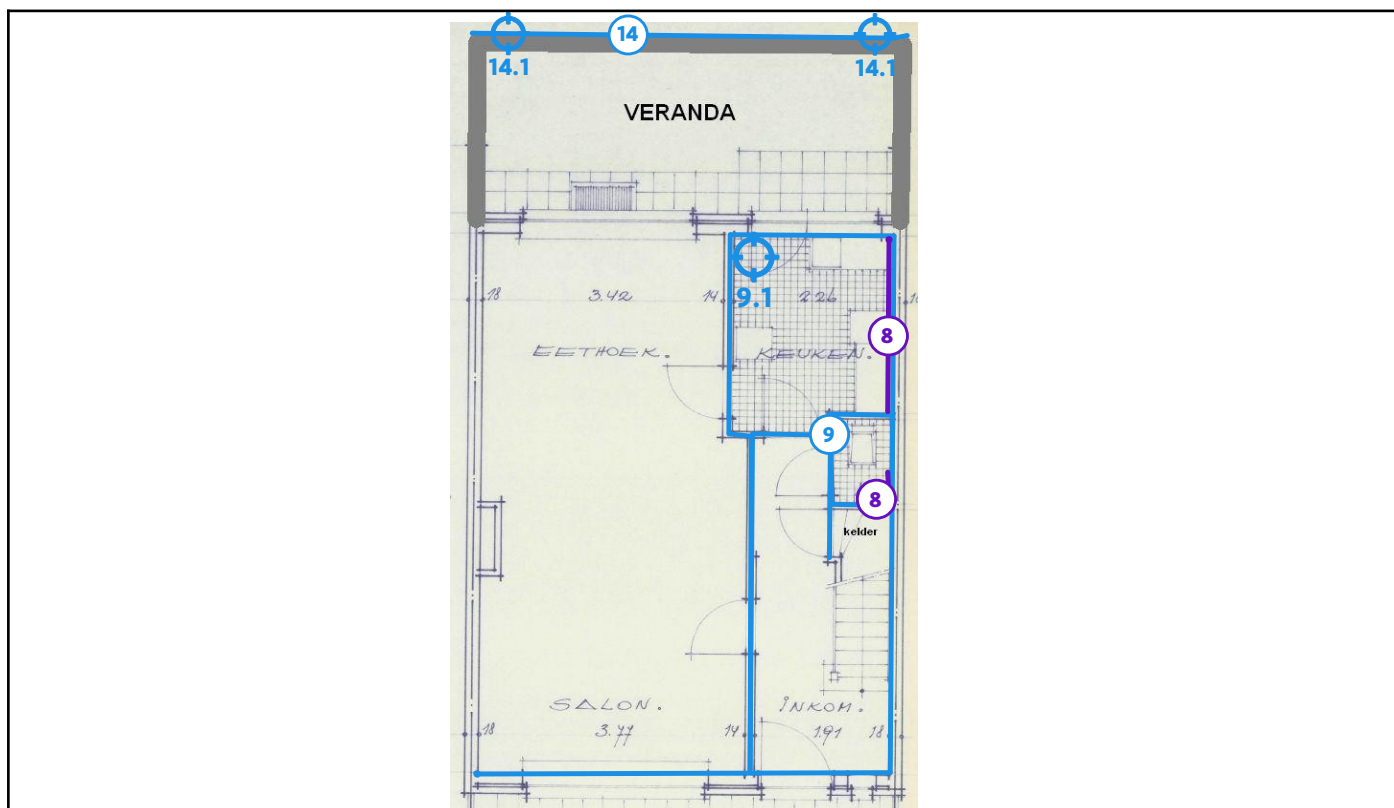 14
14.1 14.1
VERANDA
18 3.42 14 9.1 2.26
8
EETHOEK. KEUKEN.
9
8
kelder
SALON. İNKOM.
18 3.77 14 1.91 18